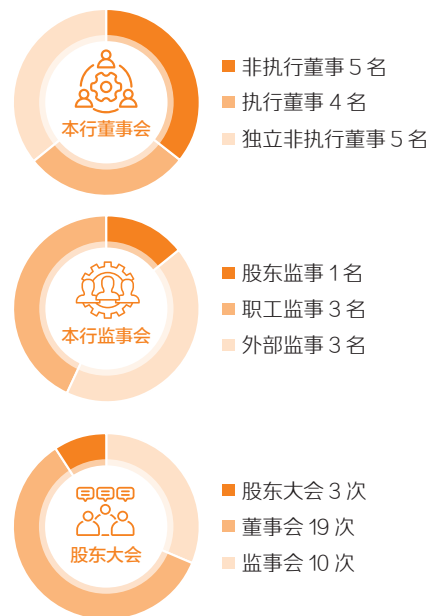 本行董事会
非执行董事 5 名
执行董事 4 名
独立非执行董事 5 名
本行监事会
股东监事 1 名
职工监事 3 名
外部监事 3 名
股东大会
股东大会 3 次
董事会 19 次
监事会 10 次